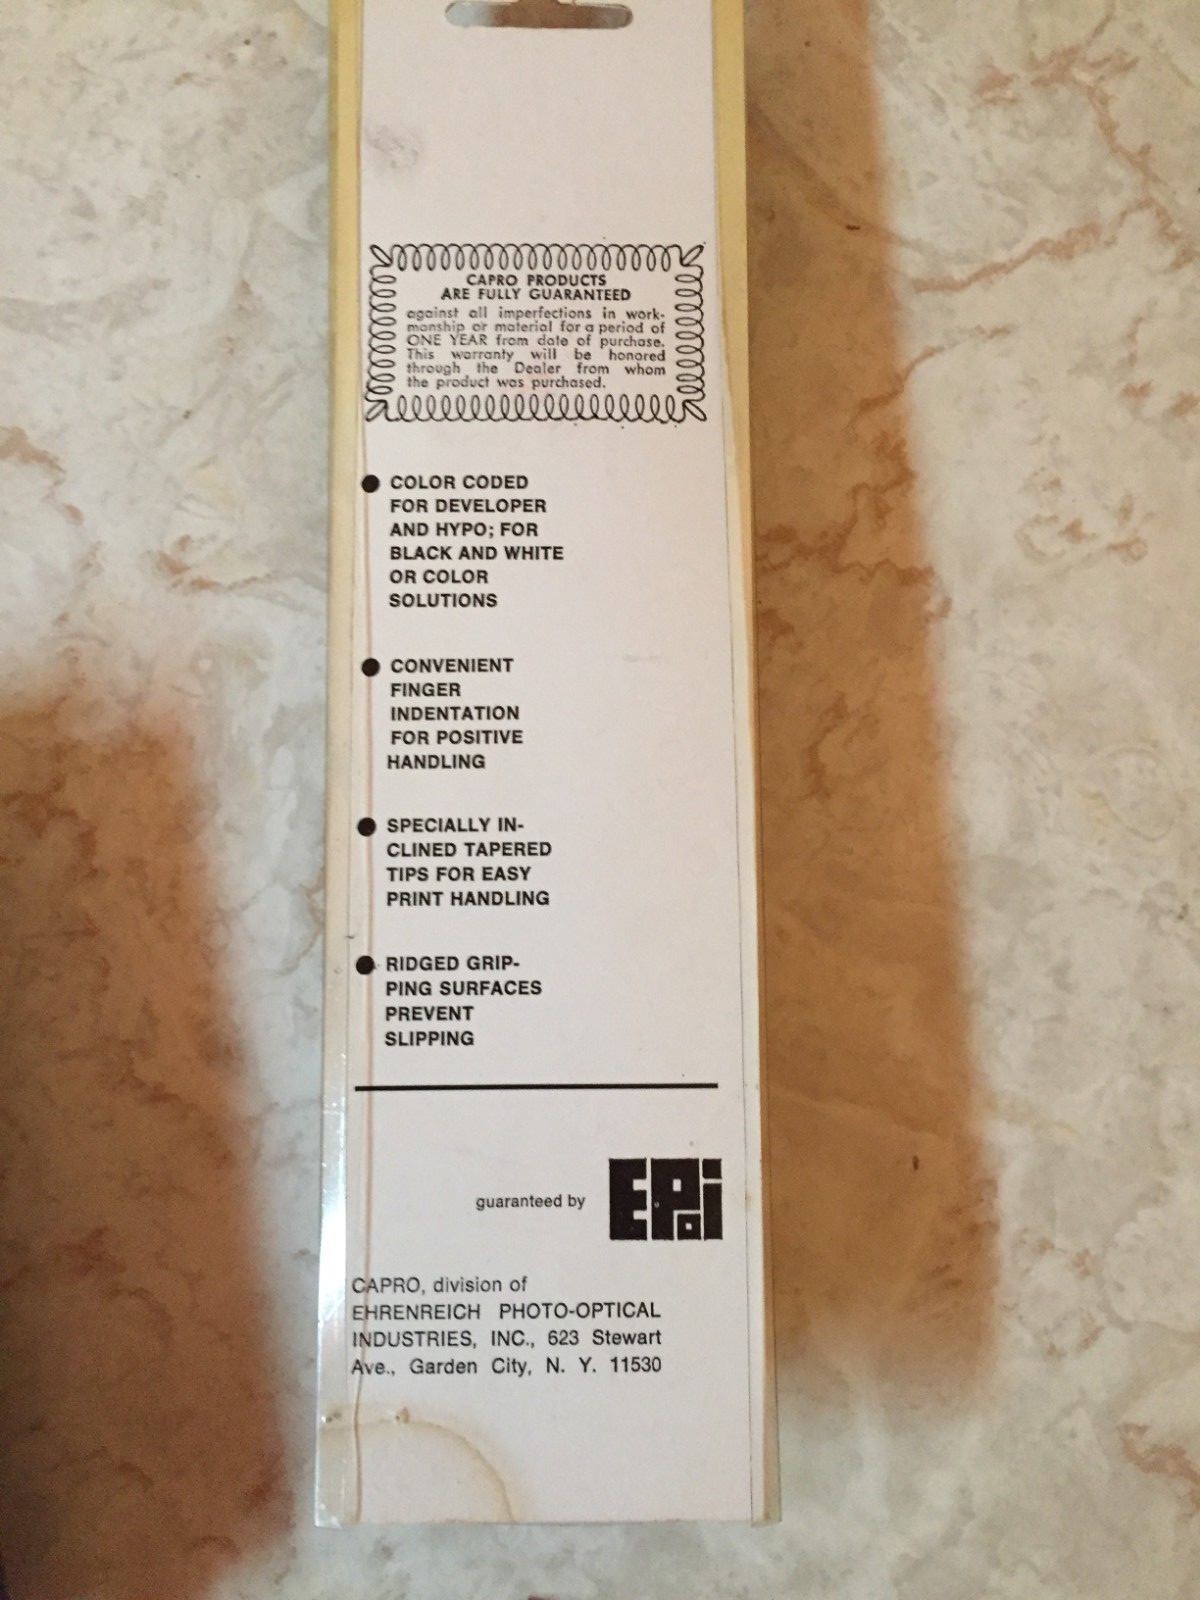 CAPRO PRODUCTS
ARE FULLY GUARANTEED
against all imperfections in work-
manship or material for a period of
ONE YEAR from date of purchase.
This warranty will be honored
through the Dealer from whom
the product was purchased.
● COLOR CODED
FOR DEVELOPER
AND HYPO; FOR
BLACK AND WHITE
OR COLOR
SOLUTIONS
● CONVENIENT
FINGER
INDENTATION
FOR POSITIVE
HANDLING
● SPECIALLY IN-
CLINED TAPERED
TIPS FOR EASY
PRINT HANDLING
● RIDGED GRIP-
PING SURFACES
PREVENT
SLIPPING
guaranteed by EPoi
CAPRO, division of
EHRENREICH PHOTO-OPTICAL
INDUSTRIES, INC., 623 Stewart
Ave., Garden City, N. Y. 11530